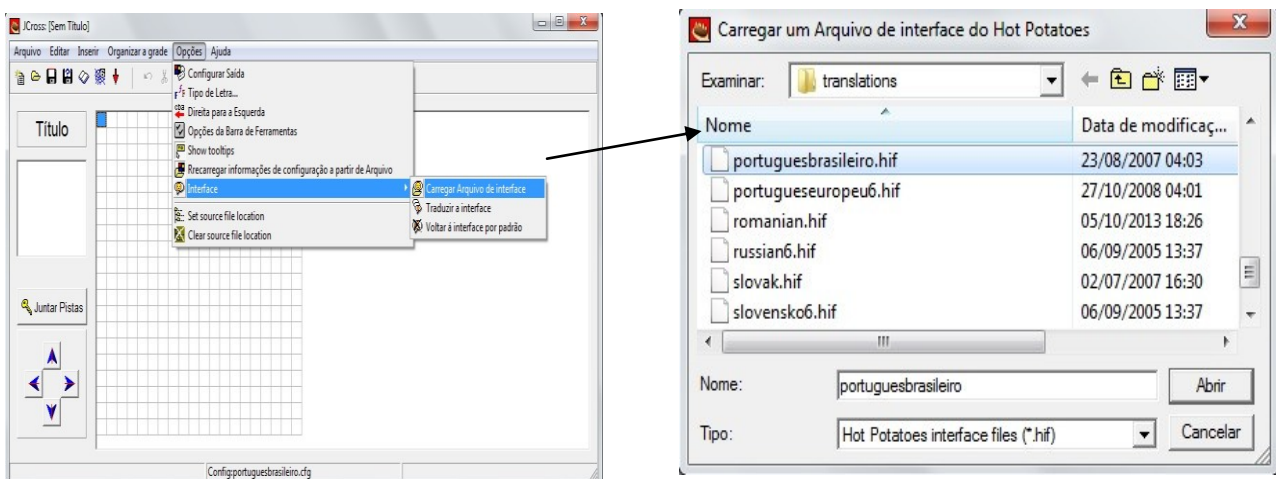 JCross: [Sem Título]
Arquivo Editar Inserir Organizar a grade Opções Ajuda
Configurar Saída
Tipo de Letra...
Direita para a Esquerda
Opções da Barra de Ferramentas
Show tooltips
Rrecarregar informações de configuração a partir de Arquivo
Interface
Set source file location
Clear source file location
Carregar Arquivo de interface
Traduzir a interface
Voltar á interface por padrão
Título
Juntar Pistas
Config:portuguesbrasileiro.cfg
Carregar um Arquivo de interface do Hot Potatoes
Examinar: translations
Nome Data de modificaç...
portuguesbrasileiro.hif 23/08/2007 04:03
portugueseuropeu6.hif 27/10/2008 04:01
romanian.hif 05/10/2013 18:26
russian6.hif 06/09/2005 13:37
slovak.hif 02/07/2007 16:30
slovensko6.hif 06/09/2005 13:37
Nome: portuguesbrasileiro Abrir
Tipo: Hot Potatoes interface files (*.hif) Cancelar